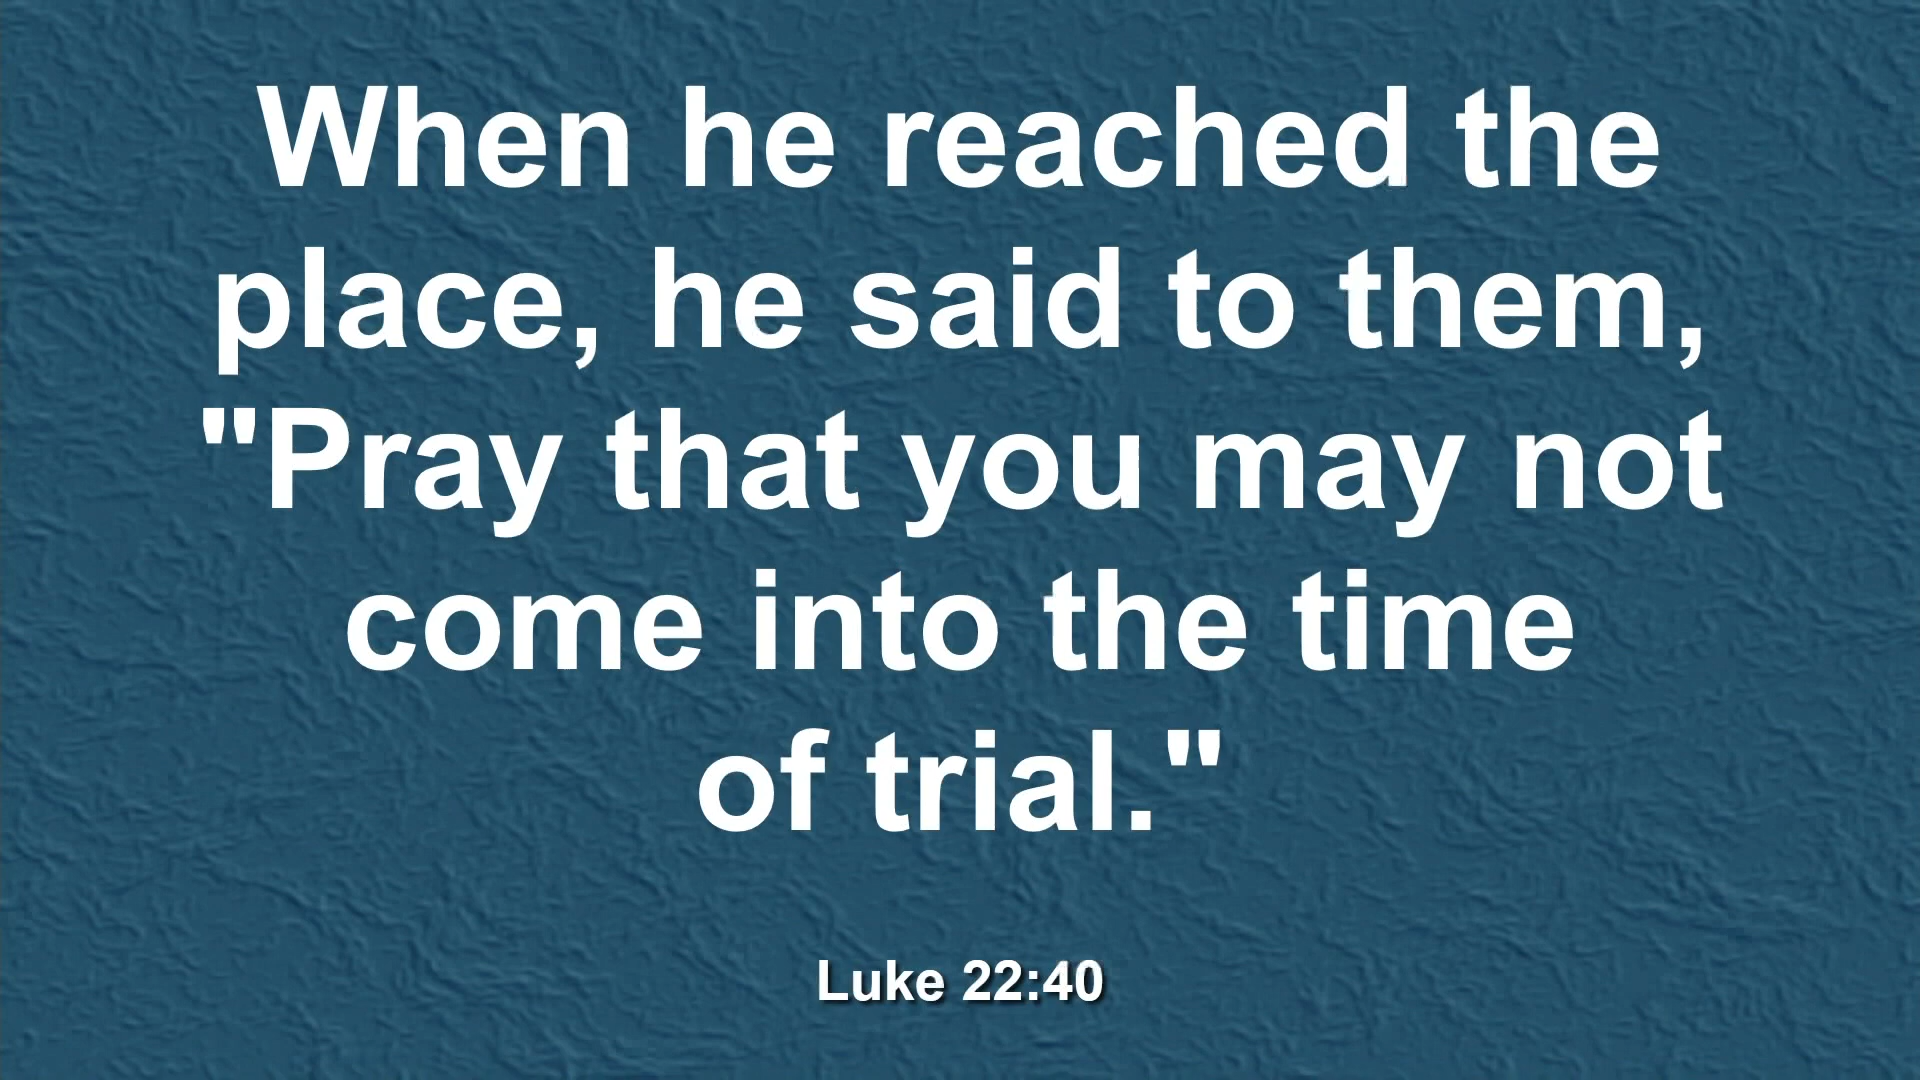 When he reached the
place, he said to them,
"Pray that you may not
come into the time
of trial."
Luke 22:40